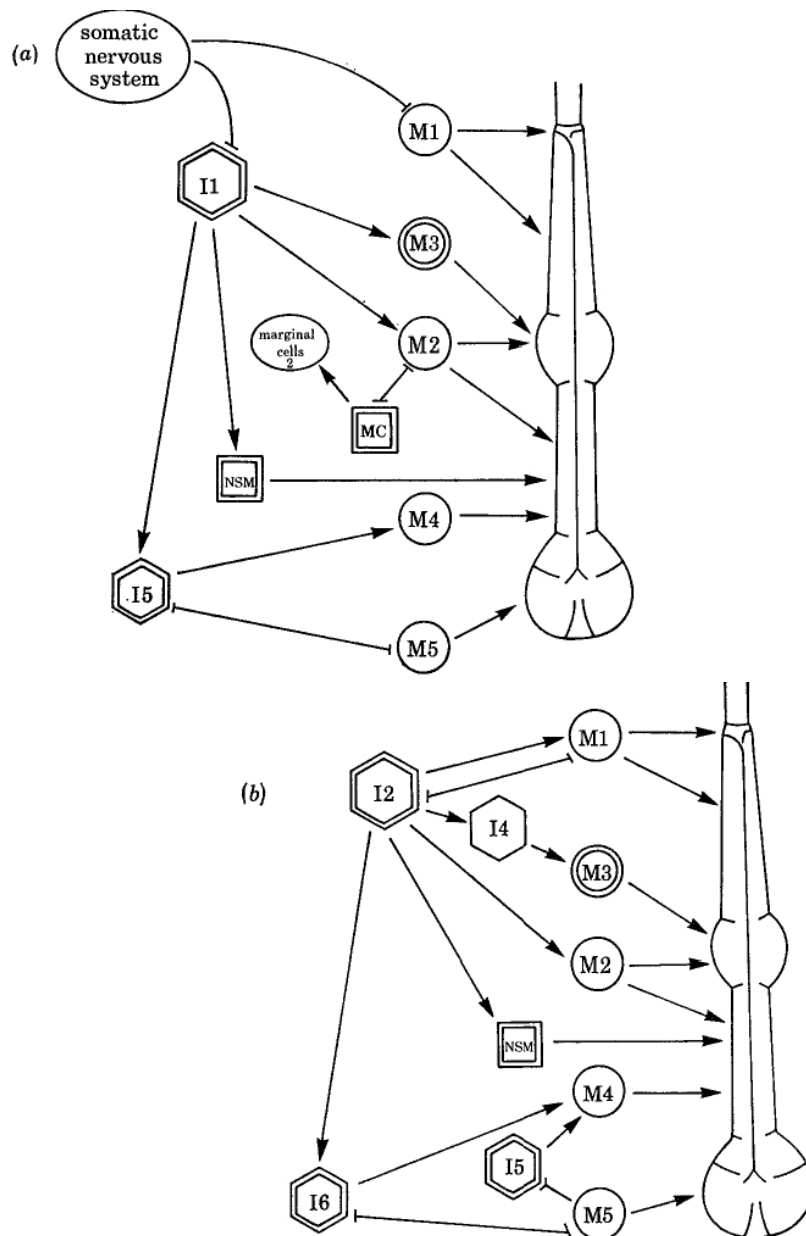 (a)
somatic
nervous
system
M1
I1
M3
marginal
cells
2
M2
MC
NSM
M4
.I5
M5
(b)
I2
M1
I4
M3
M2
NSM
M4
I5
I6
M5